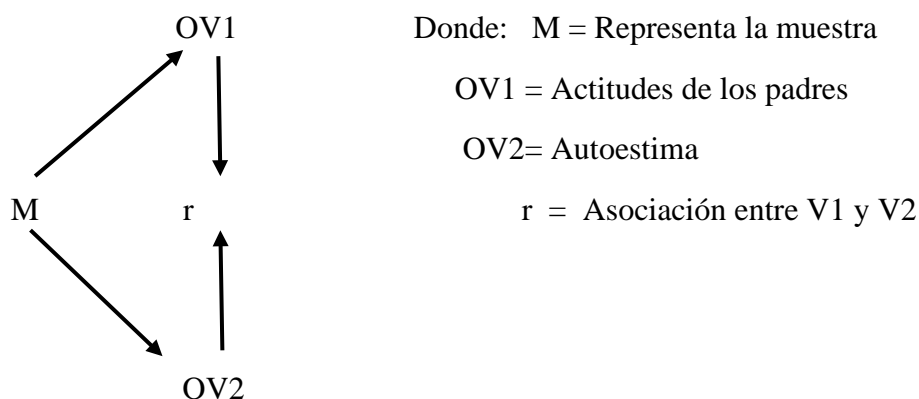 OV1 Donde: M = Representa la muestra
OV1 = Actitudes de los padres
OV2= Autoestima
M r r = Asociación entre V1 y V2
OV2